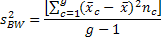 s²_BW = [∑_{c=1}^{g} (x̄_c − x̄)² n_c] / (g − 1)